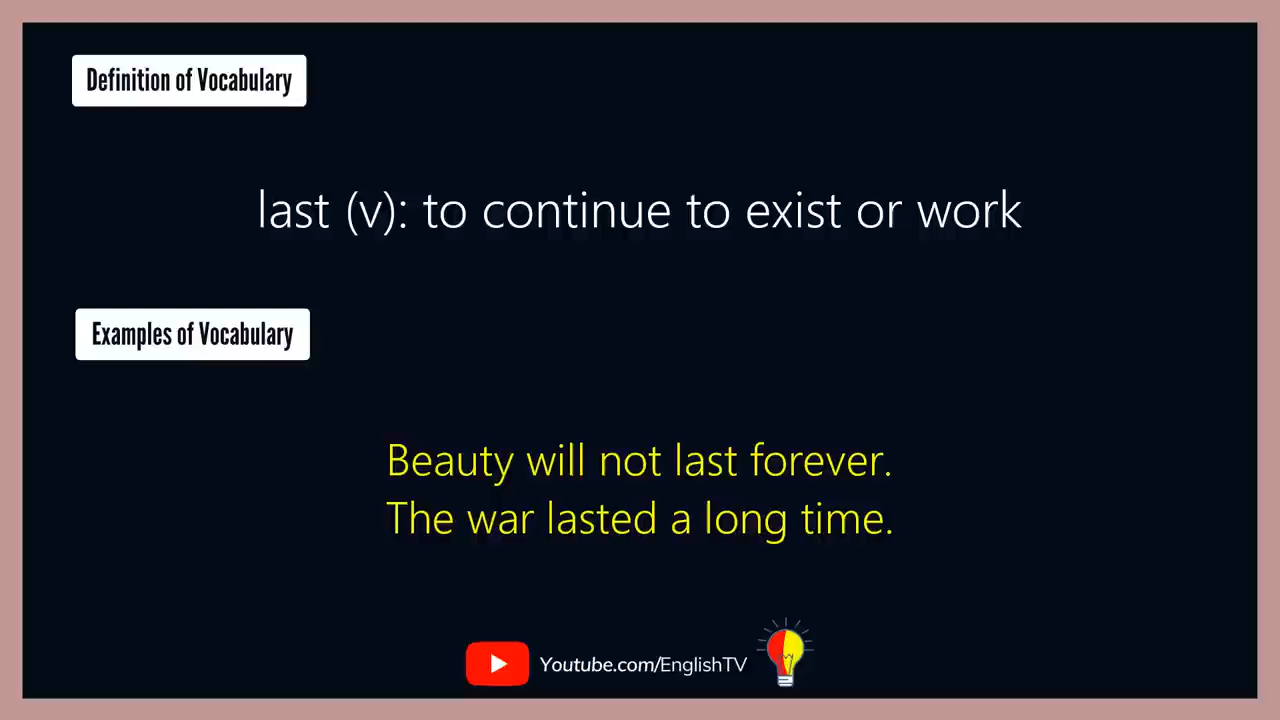 Definition of Vocabulary
last (v): to continue to exist or work
Examples of Vocabulary
Beauty will not last forever.
The war lasted a long time.
Youtube.com/EnglishTV